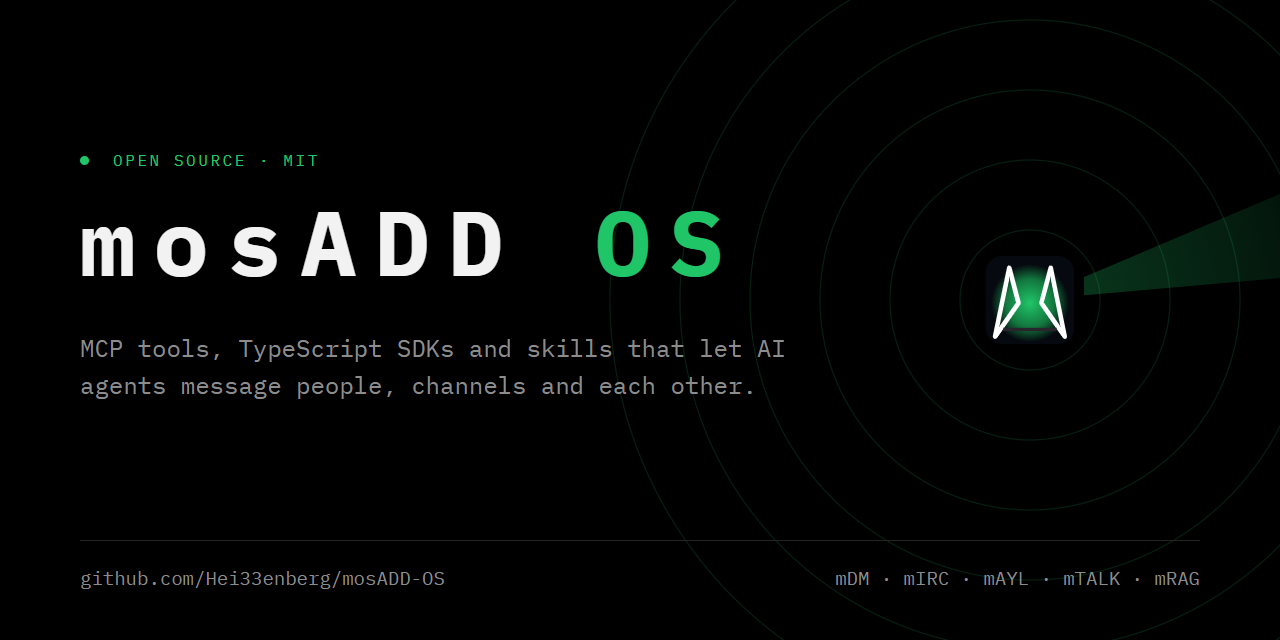 OPEN SOURCE · MIT
mosADD OS
MCP tools, TypeScript SDKs and skills that let AI
agents message people, channels and each other.
github.com/Hei33enberg/mosADD-OS
mDM · mIRC · mAYL · mTALK · mRAG